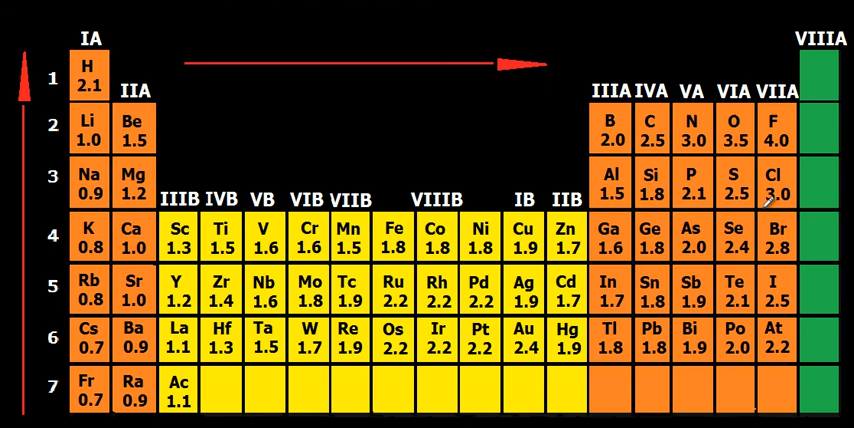 IA VIIIA
H
1 2.1 IIA IIIA IVA VA VIA VIIA
Li Be B C N O F
2 1.0 1.5 2.0 2.5 3.0 3.5 4.0
Na Mg Al Si P S Cl
3 0.9 1.2 1.5 1.8 2.1 2.5 3.0
IIIB IVB VB VIB VIIB VIIIB IB IIB
K Ca Sc Ti V Cr Mn Fe Co Ni Cu Zn Ga Ge As Se Br
4 0.8 1.0 1.3 1.5 1.6 1.6 1.5 1.8 1.8 1.8 1.9 1.7 1.6 1.8 2.0 2.4 2.8
Rb Sr Y Zr Nb Mo Tc Ru Rh Pd Ag Cd In Sn Sb Te I
5 0.8 1.0 1.2 1.4 1.6 1.8 1.9 2.2 2.2 2.2 1.9 1.7 1.7 1.8 1.9 2.1 2.5
Cs Ba La Hf Ta W Re Os Ir Pt Au Hg Tl Pb Bi Po At
6 0.7 0.9 1.1 1.3 1.5 1.7 1.9 2.2 2.2 2.2 2.4 1.9 1.8 1.8 1.9 2.0 2.2
Fr Ra Ac
7 0.7 0.9 1.1